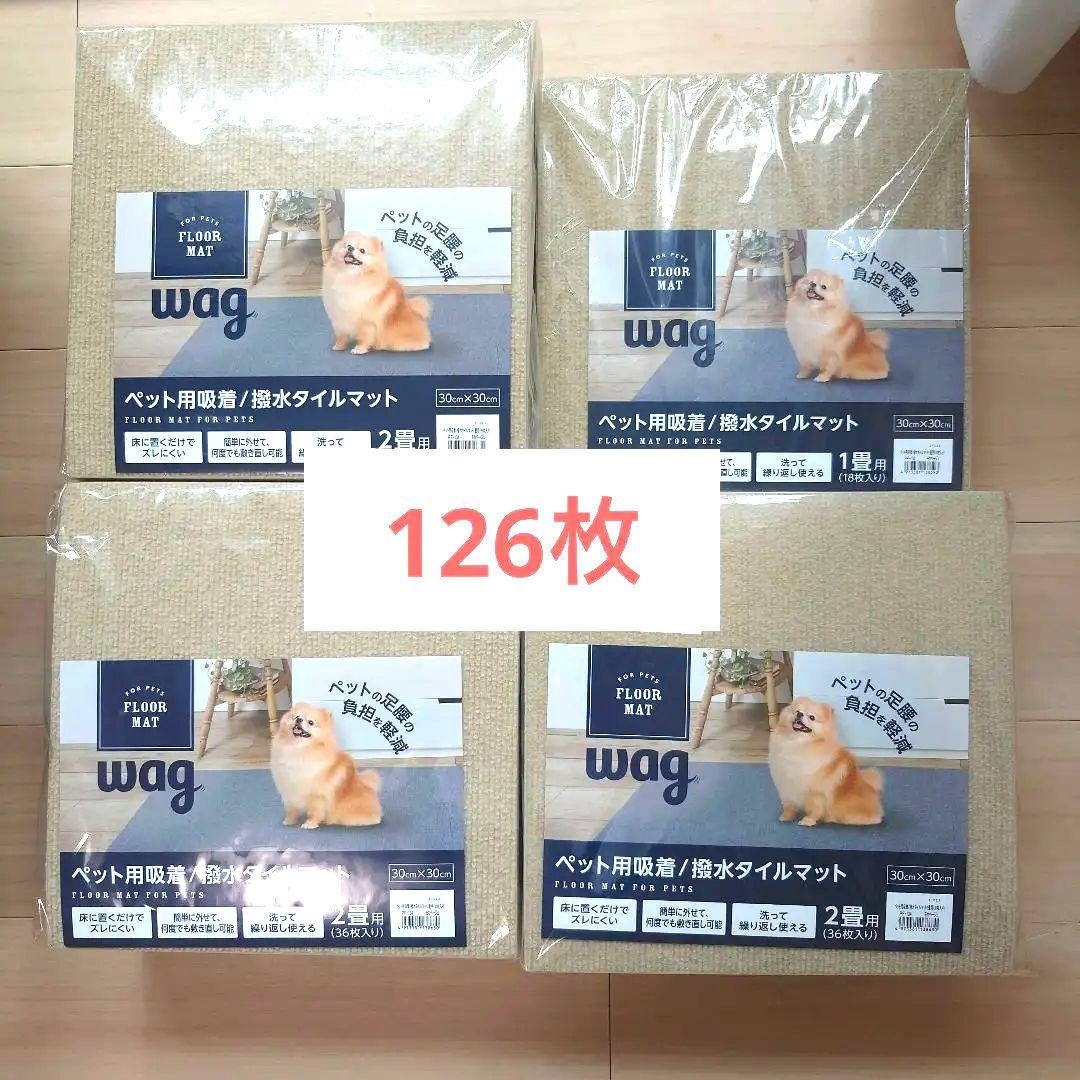 FOR PETS
FLOOR
MAT
wag
ペットの足腰の
負担を軽減
ペット用吸着/撥水タイルマット
30cm×30cm
FLOOR MAT FOR PETS
床に置くだけで
ズレにくい
簡単に外せて、
何度でも敷き直し可能
洗って
2畳用
FOR PETS
FLOOR
MAT
wag
ペットの足腰の
負担を軽減
ペット用吸着/撥水タイルマット
30cm×30cm
FLOOR MAT FOR PETS
せて、
き直し可能
洗って
繰り返し使える
1畳用
(18枚入り)
126枚
FOR PETS
FLOOR
MAT
wag
ペットの足腰の
負担を軽減
ペット用吸着/撥水タイルマット
30cm×30cm
FLOOR MAT FOR PETS
床に置くだけで
ズレにくい
簡単に外せて、
何度でも敷き直し可能
洗って
繰り返し使える
2畳用
(36枚入り)
FOR PETS
FLOOR
MAT
wag
ペットの足腰の
負担を軽減
ペット用吸着/撥水タイルマット
30cm×30cm
FLOOR MAT FOR PETS
床に置くだけで
ズレにくい
簡単に外せて、
何度でも敷き直し可能
洗って
繰り返し使える
2畳用
(36枚入り)